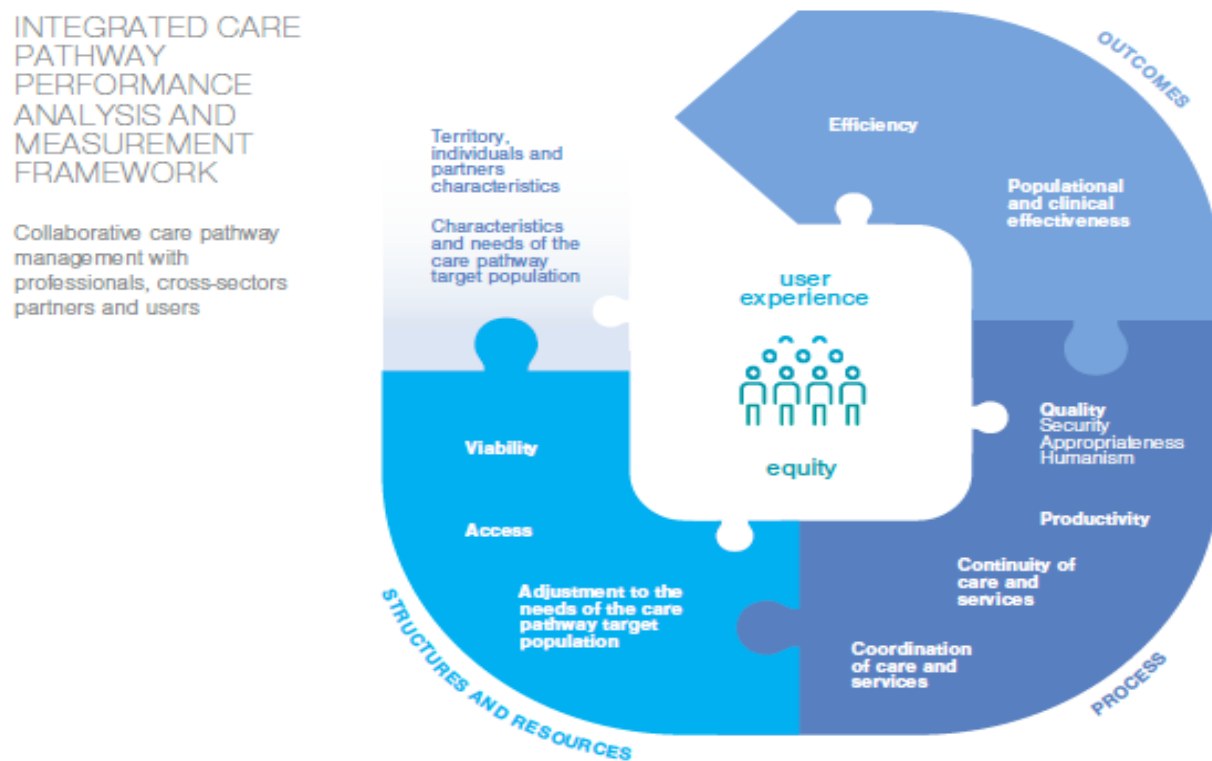 INTEGRATED CARE
PATHWAY
PERFORMANCE
ANALYSIS AND
MEASUREMENT
FRAMEWORK
Collaborative care pathway
management with
professionals, cross-sectors
partners and users
Territory,
individuals and
partners
characteristics
Characteristics
and needs of the
care pathway
target population
Viability
Access
Adjustment to the
needs of the care
pathway target
population
STRUCTURES AND RESOURCES
Coordination
of care and
services
Continuity of
care and
services
Productivity
Quality
Security
Appropriateness
Humanism
PROCESS
Populational
and clinical
effectiveness
Efficiency
OUTCOMES
user
experience
equity